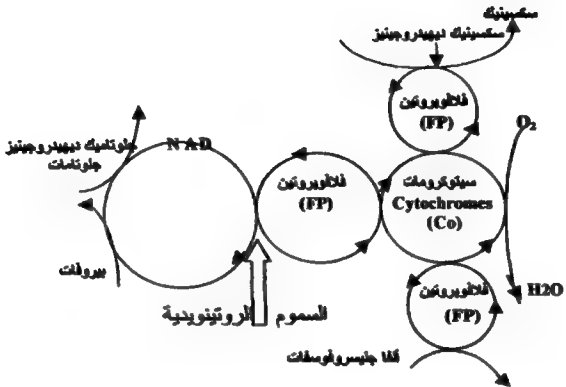 سكسينيك
سكسينيك ديهيدروجينيز
فلافوبروتين
(FP)
O₂
جلوتاميك ديهيدروجينيز
جلوتامات
NAD
فلافوبروتين
(FP)
سيتوكرومات
Cytochromes
(Co)
بيروفات
السموم الروتينويدية
فلافوبروتين
(FP)
H2O
ألفا جليسروفوسفات